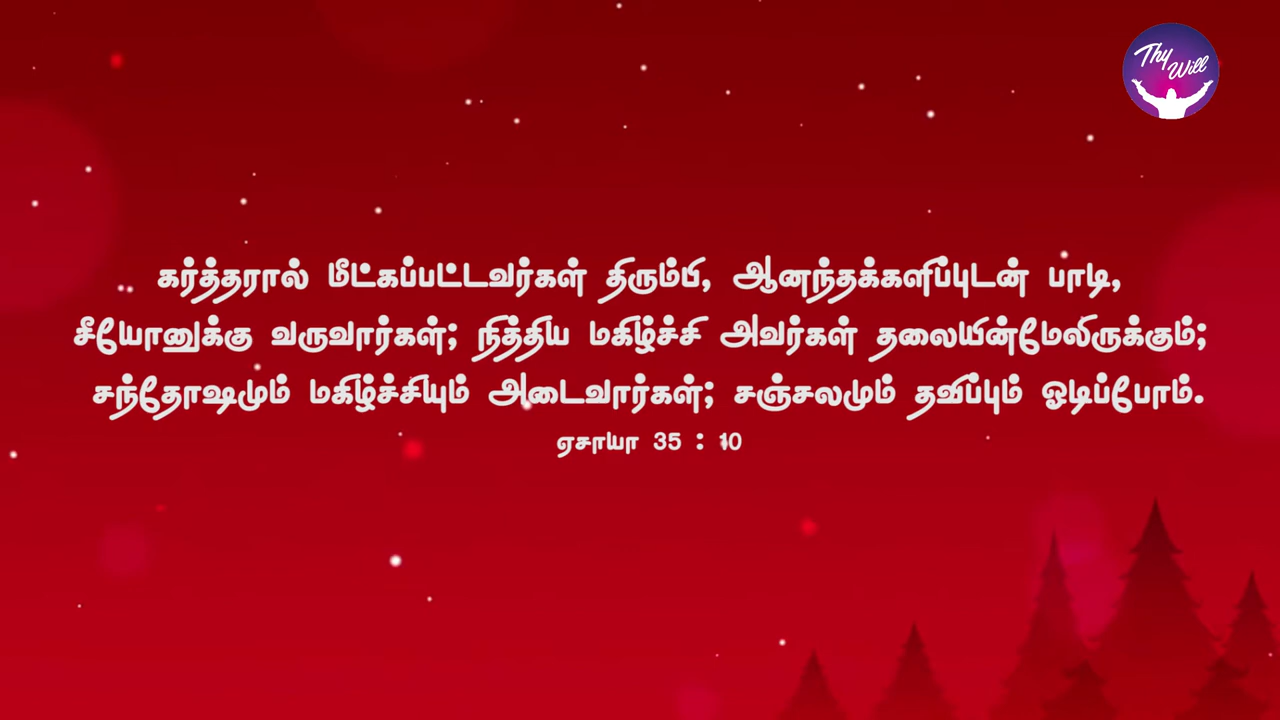 Thy
Will
கர்த்தரால் மீட்கப்பட்டவர்கள் திரும்பி, ஆனந்தக்களிப்புடன் பாடி,
சீயோனுக்கு வருவார்கள்; நித்திய மகிழ்ச்சி அவர்கள் தலையின்மேலிருக்கும்;
சந்தோஷமும் மகிழ்ச்சியும் அடைவார்கள்; சஞ்சலமும் தவிப்பும் ஓடிப்போம்.
ஏசாயா 35 : 10